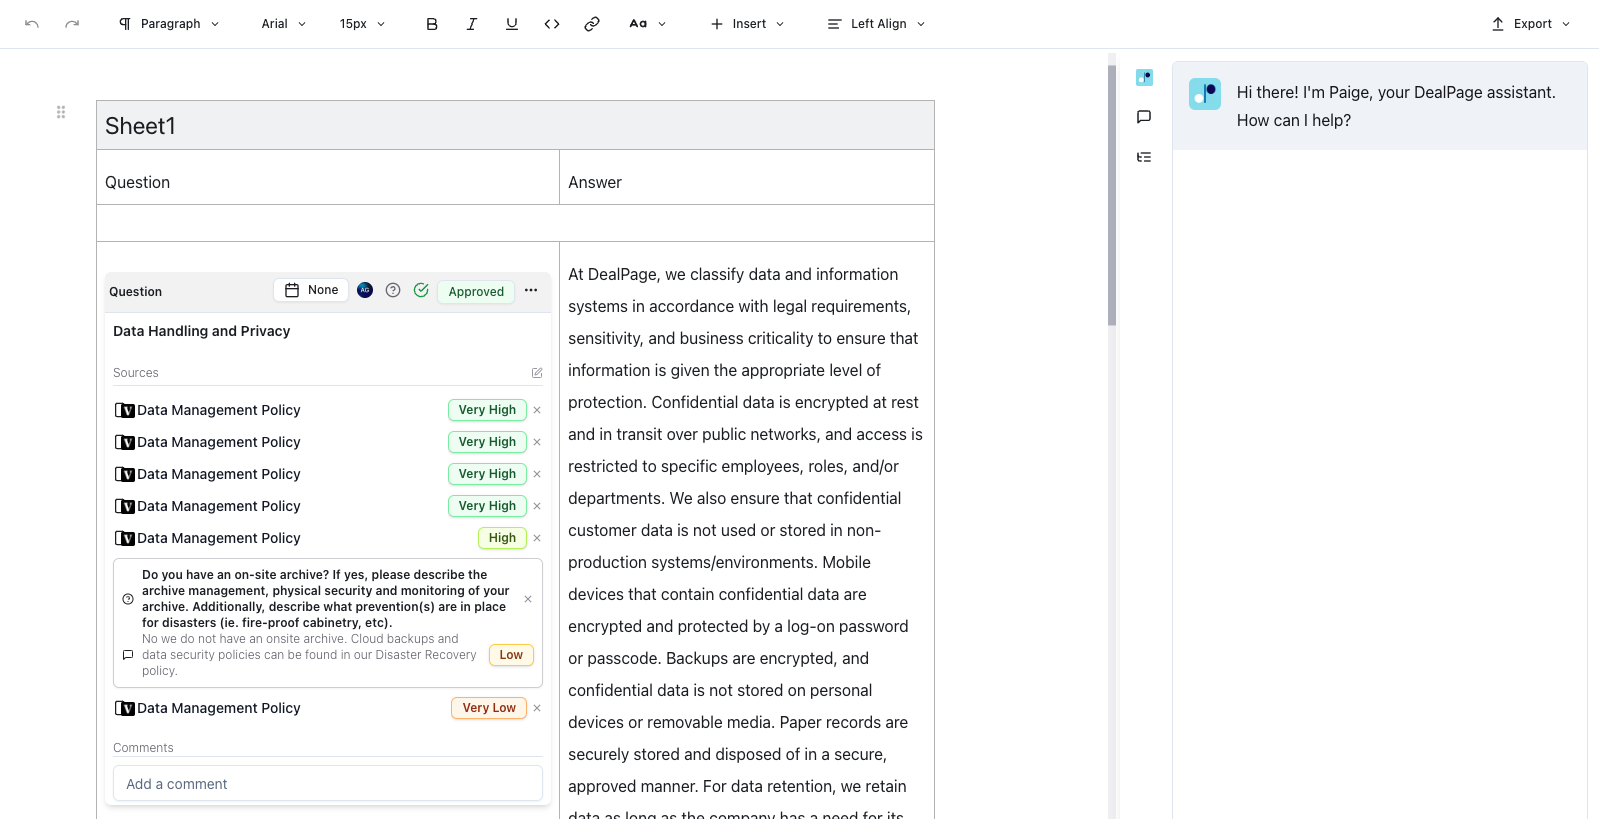 Paragraph Arial 15px B I U Aa Insert Left Align Export
Sheet1
Question Answer
Question None AG Approved
Data Handling and Privacy
Sources
Data Management Policy Very High
Data Management Policy Very High
Data Management Policy Very High
Data Management Policy Very High
Data Management Policy High
Do you have an on-site archive? If yes, please describe the
archive management, physical security and monitoring of your
archive. Additionally, describe what prevention(s) are in place
for disasters (ie. fire-proof cabinetry, etc).
No we do not have an onsite archive. Cloud backups and
data security policies can be found in our Disaster Recovery
policy.
Low
Data Management Policy Very Low
Comments
Add a comment
At DealPage, we classify data and information
systems in accordance with legal requirements,
sensitivity, and business criticality to ensure that
information is given the appropriate level of
protection. Confidential data is encrypted at rest
and in transit over public networks, and access is
restricted to specific employees, roles, and/or
departments. We also ensure that confidential
customer data is not used or stored in non-
production systems/environments. Mobile
devices that contain confidential data are
encrypted and protected by a log-on password
or passcode. Backups are encrypted, and
confidential data is not stored on personal
devices or removable media. Paper records are
securely stored and disposed of in a secure,
approved manner. For data retention, we retain
data as long as the company has a need for its
Hi there! I'm Paige, your DealPage assistant.
How can I help?